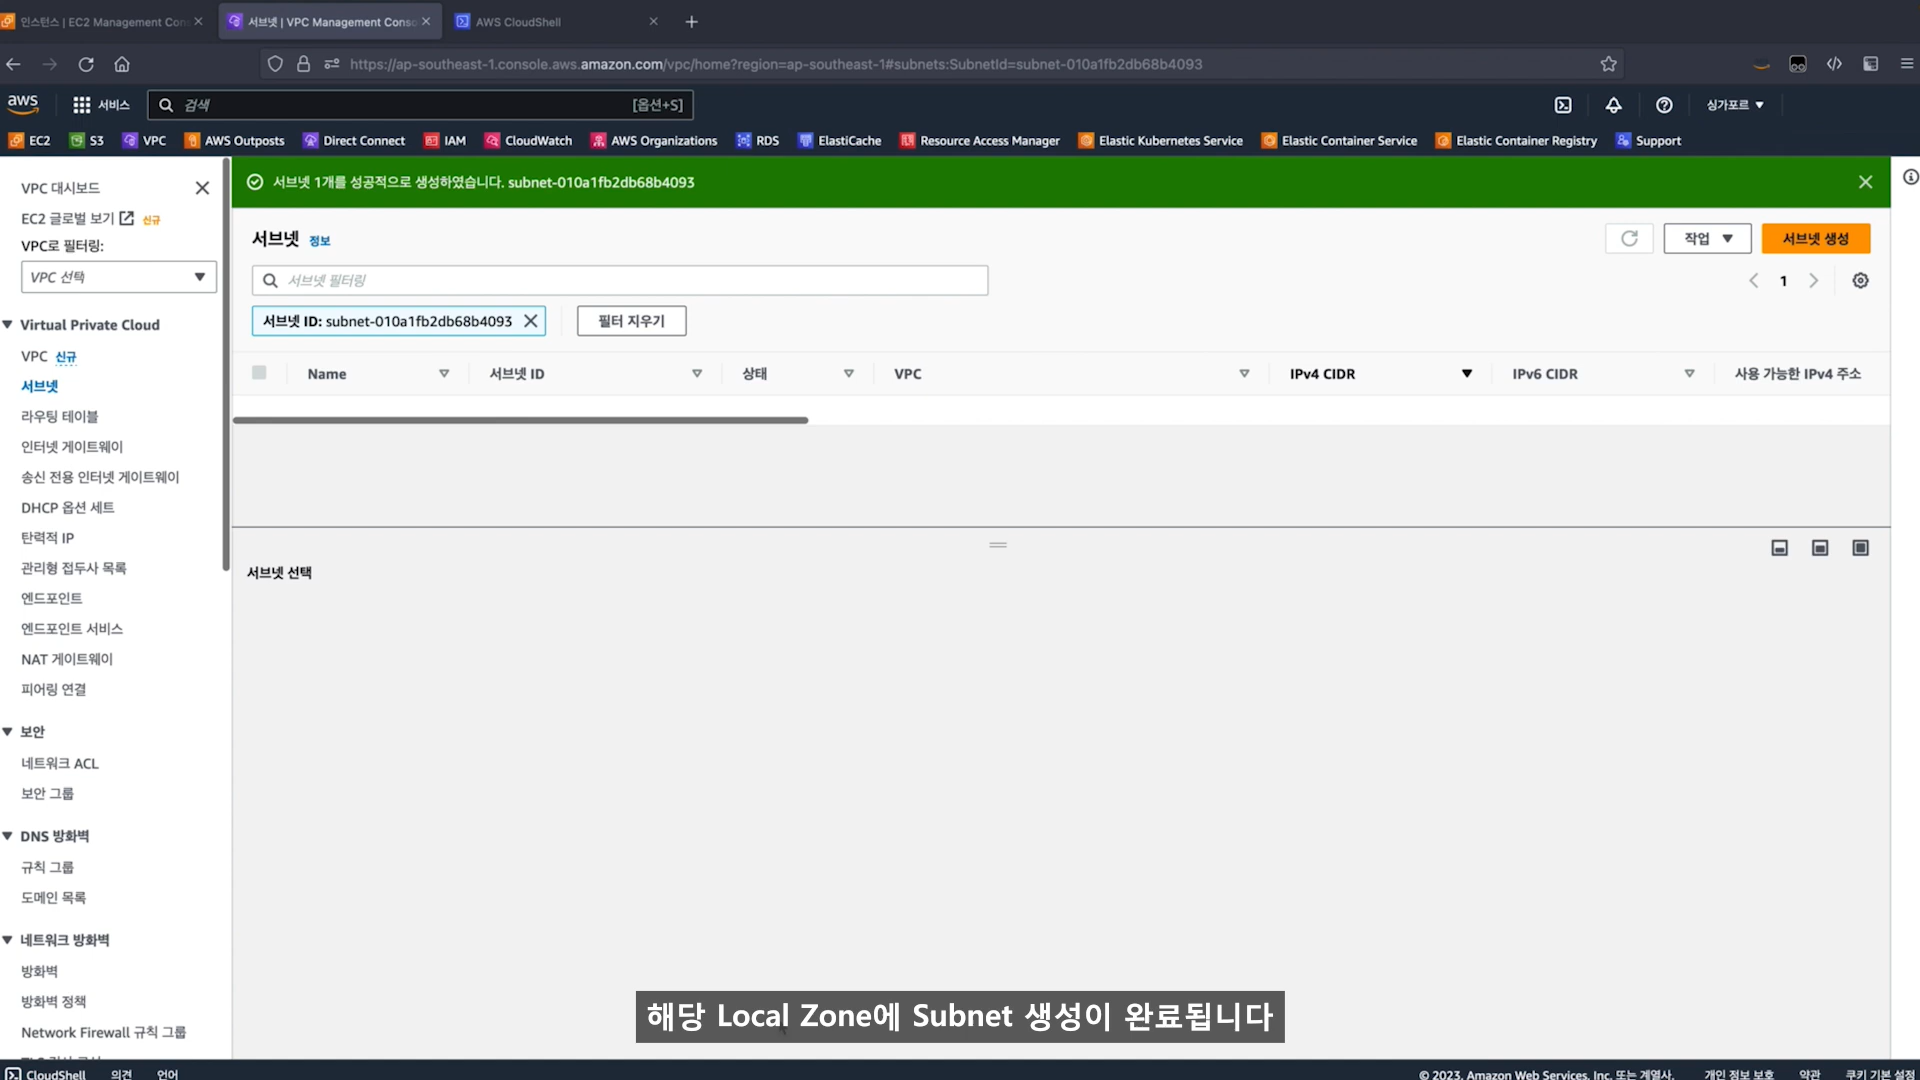 인스턴스 | EC2 Management Con
서브넷 | VPC Management Conso
AWS CloudShell
https://ap-southeast-1.console.aws.amazon.com/vpc/home?region=ap-southeast-1#subnets:SubnetId=subnet-010a1fb2db68b4093
aws
서비스
검색
[옵션+S]
싱가포르
EC2
S3
VPC
AWS Outposts
Direct Connect
IAM
CloudWatch
AWS Organizations
RDS
ElastiCache
Resource Access Manager
Elastic Kubernetes Service
Elastic Container Service
Elastic Container Registry
Support
VPC 대시보드
EC2 글로벌 보기 신규
VPC로 필터링:
VPC 선택
Virtual Private Cloud
VPC 신규
서브넷
라우팅 테이블
인터넷 게이트웨이
송신 전용 인터넷 게이트웨이
DHCP 옵션 세트
탄력적 IP
관리형 접두사 목록
엔드포인트
엔드포인트 서비스
NAT 게이트웨이
피어링 연결
보안
네트워크 ACL
보안 그룹
DNS 방화벽
규칙 그룹
도메인 목록
네트워크 방화벽
방화벽
방화벽 정책
Network Firewall 규칙 그룹
서브넷 1개를 성공적으로 생성하였습니다. subnet-010a1fb2db68b4093
서브넷 정보
작업
서브넷 생성
서브넷 필터링
1
서브넷 ID: subnet-010a1fb2db68b4093
필터 지우기
Name
서브넷 ID
상태
VPC
IPv4 CIDR
IPv6 CIDR
사용 가능한 IPv4 주소
서브넷 선택
해당 Local Zone에 Subnet 생성이 완료됩니다
CloudShell
의견
언어
© 2023, Amazon Web Services, Inc. 또는 계열사.
개인 정보 보호
약관
쿠키 기본 설정